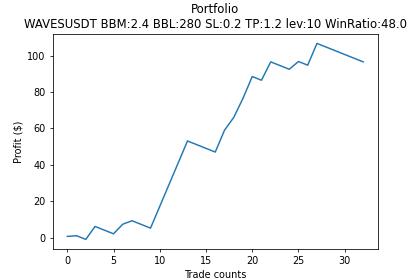 Portfolio
WAVESUSDT BBM:2.4 BBL:280 SL:0.2 TP:1.2 lev:10 WinRatio:48.0
100
80
60
40
20
0
Profit ($)
0 5 10 15 20 25 30
Trade counts